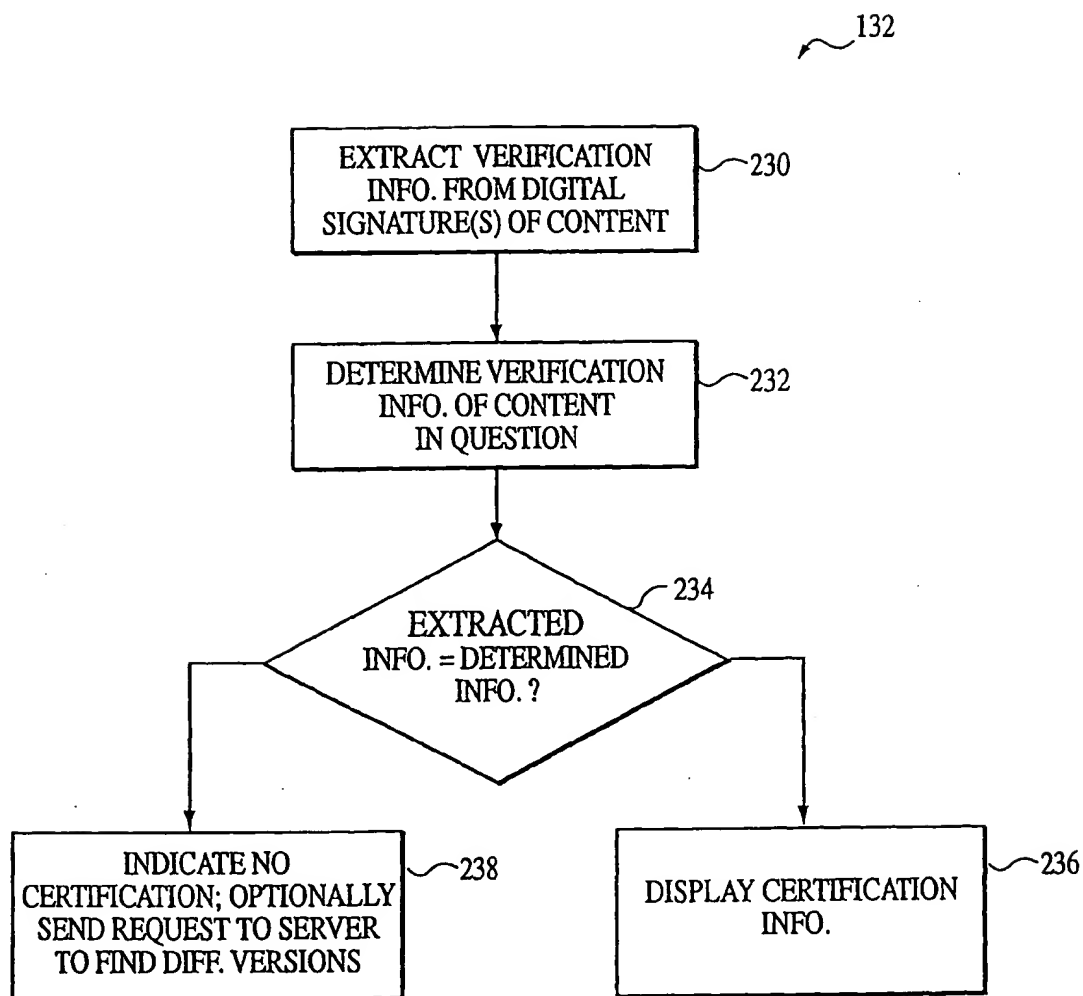 132
EXTRACT VERIFICATION
INFO. FROM DIGITAL
SIGNATURE(S) OF CONTENT
230
DETERMINE VERIFICATION
INFO. OF CONTENT
IN QUESTION
232
234
EXTRACTED
INFO. = DETERMINED
INFO. ?
INDICATE NO
CERTIFICATION; OPTIONALLY
SEND REQUEST TO SERVER
TO FIND DIFF. VERSIONS
238
DISPLAY CERTIFICATION
INFO.
236